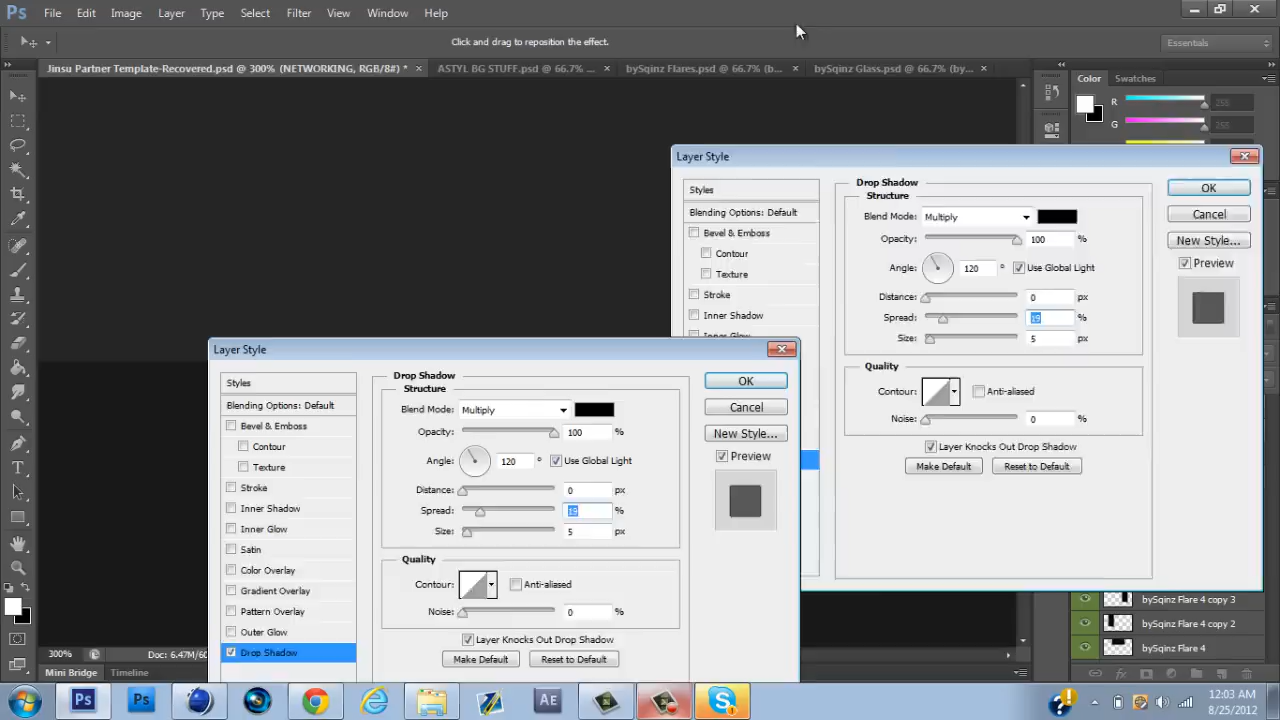 Ps File Edit Image Layer Type Select Filter View Window Help
Click and drag to reposition the effect.
Essentials
Jinsu Partner Template-Recovered.psd @ 300% (NETWORKING, RGB/8#) *
ASTYL BG STUFF.psd @ 66.7% ...
bySqinz Flares.psd @ 66.7% (b...
bySqinz Glass.psd @ 66.7% (by...
Color Swatches
R 255
G 255
Layer Style
Styles
Blending Options: Default
Bevel & Emboss
Contour
Texture
Stroke
Inner Shadow
Inner Glow
Drop Shadow
Structure
Blend Mode: Multiply
Opacity: 100 %
Angle: 120 ° Use Global Light
Distance: 0 px
Spread: 19 %
Size: 5 px
Quality
Contour: Anti-aliased
Noise: 0 %
Layer Knocks Out Drop Shadow
Make Default Reset to Default
OK
Cancel
New Style...
Preview
Layer Style
Styles
Blending Options: Default
Bevel & Emboss
Contour
Texture
Stroke
Inner Shadow
Inner Glow
Satin
Color Overlay
Gradient Overlay
Pattern Overlay
Outer Glow
Drop Shadow
Drop Shadow
Structure
Blend Mode: Multiply
Opacity: 100 %
Angle: 120 ° Use Global Light
Distance: 0 px
Spread: 19 %
Size: 5 px
Quality
Contour: Anti-aliased
Noise: 0 %
Layer Knocks Out Drop Shadow
Make Default Reset to Default
OK
Cancel
New Style...
Preview
bySqinz Flare 4 copy 3
bySqinz Flare 4 copy 2
bySqinz Flare 4
fx
300% Doc: 6.47M/60
Mini Bridge Timeline
Ps Ps AE
12:03 AM
8/25/2012